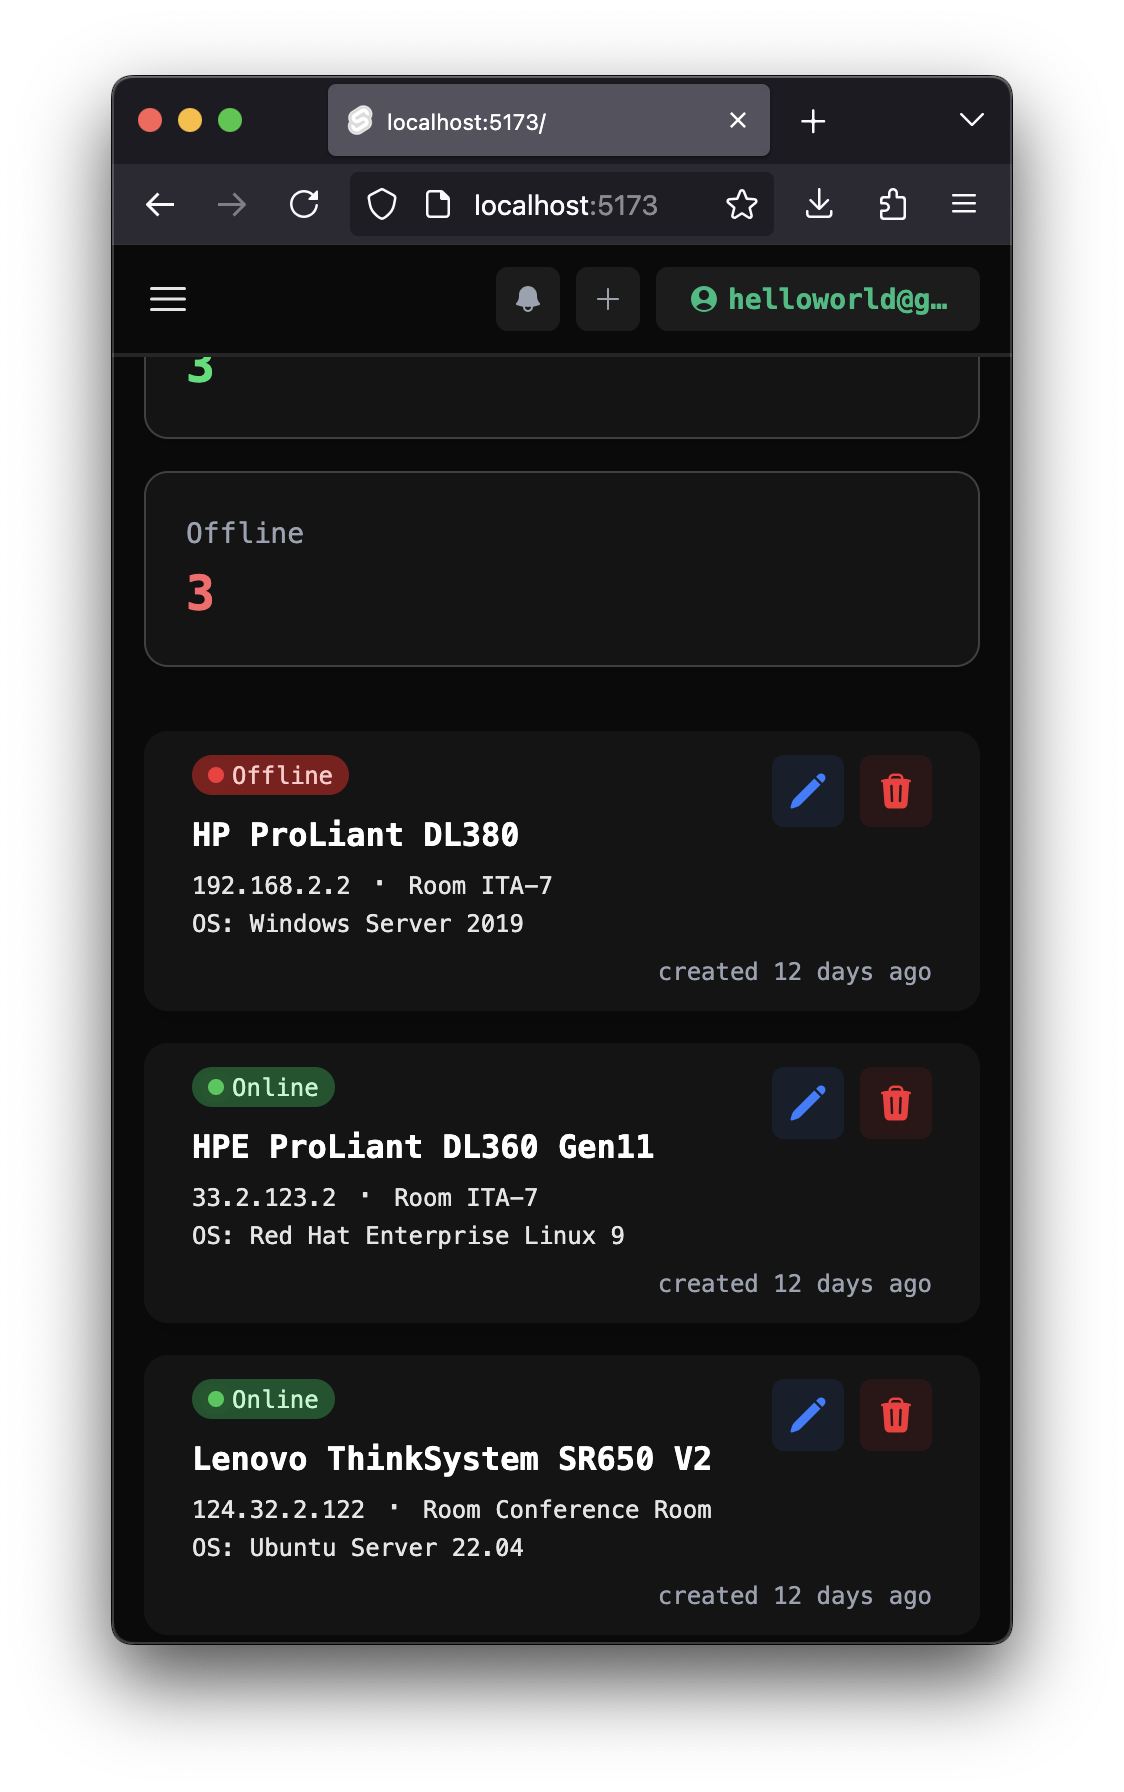 localhost:5173/
localhost:5173
helloworld@g…
3
Offline
3
Offline
HP ProLiant DL380
192.168.2.2 · Room ITA-7
OS: Windows Server 2019
created 12 days ago
Online
HPE ProLiant DL360 Gen11
33.2.123.2 · Room ITA-7
OS: Red Hat Enterprise Linux 9
created 12 days ago
Online
Lenovo ThinkSystem SR650 V2
124.32.2.122 · Room Conference Room
OS: Ubuntu Server 22.04
created 12 days ago